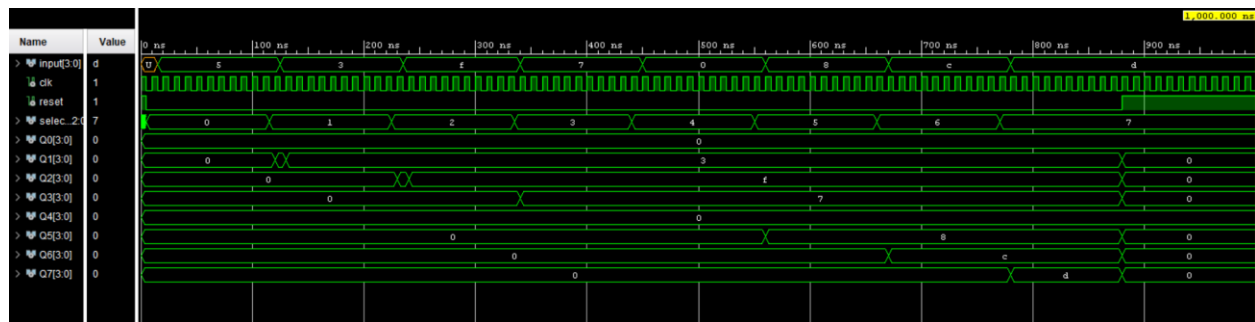 1,000.000 ns
Name Value 0 ns 100 ns 200 ns 300 ns 400 ns 500 ns 600 ns 700 ns 800 ns 900 ns
input[3:0] d U 5 3 f 7 0 8 c d
clk 1
reset 1
selec...2:0 7 0 1 2 3 4 5 6 7
Q0[3:0] 0 0
Q1[3:0] 0 0 3 0
Q2[3:0] 0 0 f 0
Q3[3:0] 0 0 7 0
Q4[3:0] 0 0
Q5[3:0] 0 0 8 0
Q6[3:0] 0 0 c 0
Q7[3:0] 0 0 d 0